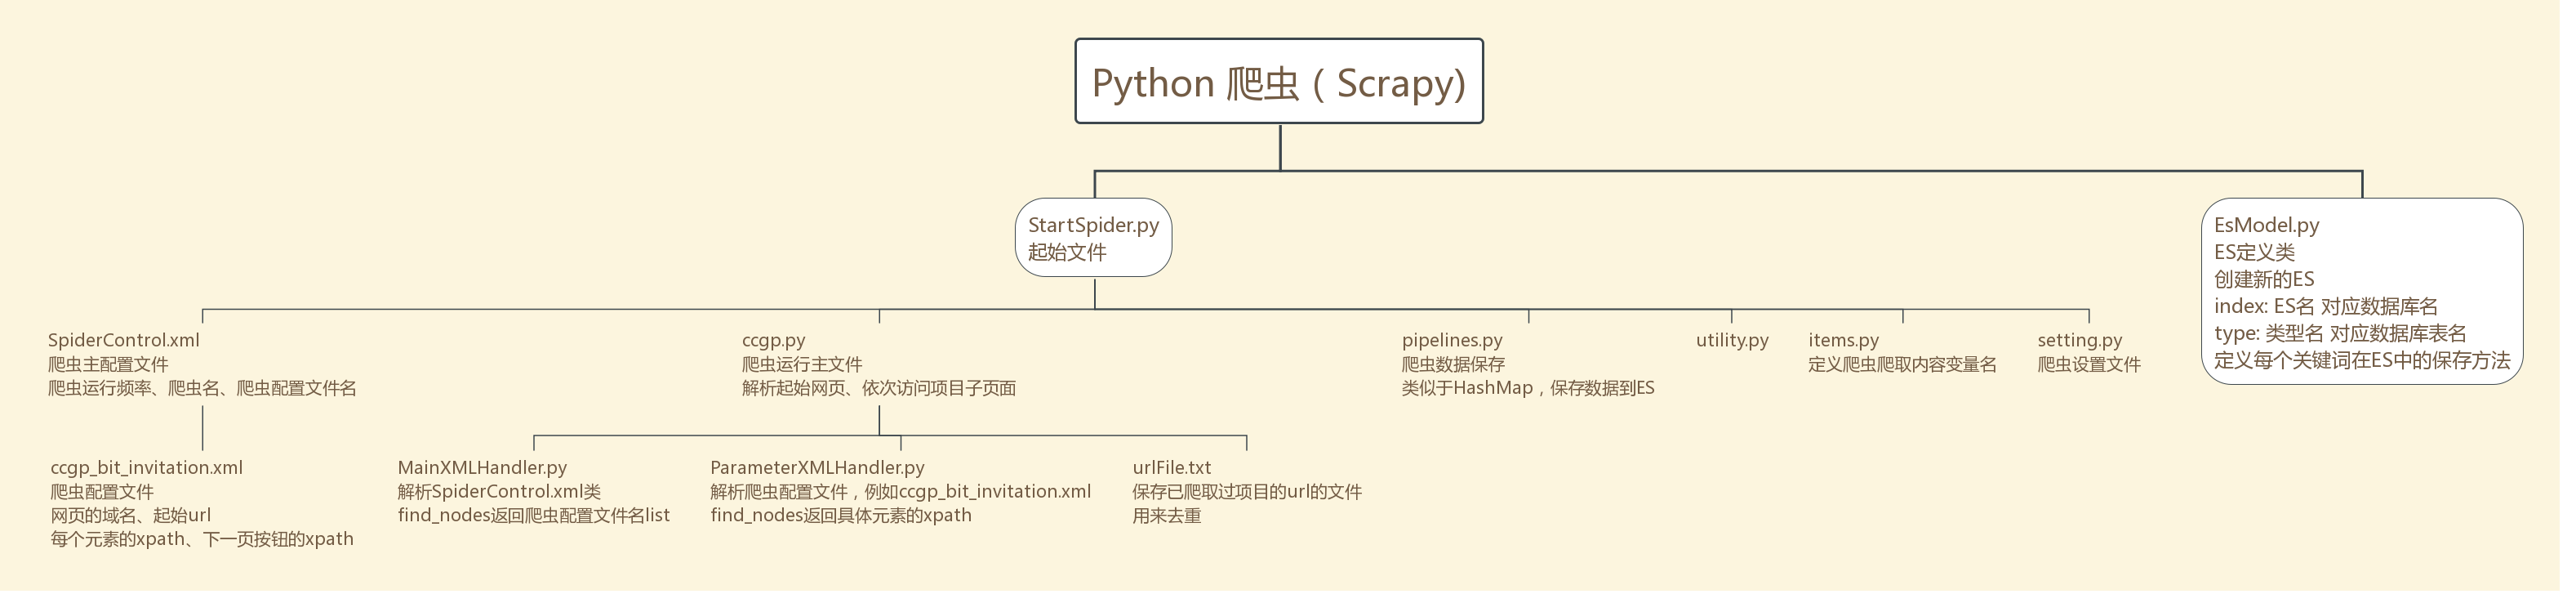 Python 爬虫（Scrapy)
StartSpider.py
起始文件
EsModel.py
ES定义类
创建新的ES
index: ES名 对应数据库名
type: 类型名 对应数据库表名
定义每个关键词在ES中的保存方法
SpiderControl.xml
爬虫主配置文件
爬虫运行频率、爬虫名、爬虫配置文件名
ccgp.py
爬虫运行主文件
解析起始网页、依次访问项目子页面
pipelines.py
爬虫数据保存
类似于HashMap，保存数据到ES
utility.py
items.py
定义爬虫爬取内容变量名
setting.py
爬虫设置文件
ccgp_bit_invitation.xml
爬虫配置文件
网页的域名、起始url
每个元素的xpath、下一页按钮的xpath
MainXMLHandler.py
解析SpiderControl.xml类
find_nodes返回爬虫配置文件名list
ParameterXMLHandler.py
解析爬虫配置文件，例如ccgp_bit_invitation.xml
find_nodes返回具体元素的xpath
urlFile.txt
保存已爬取过项目的url的文件
用来去重